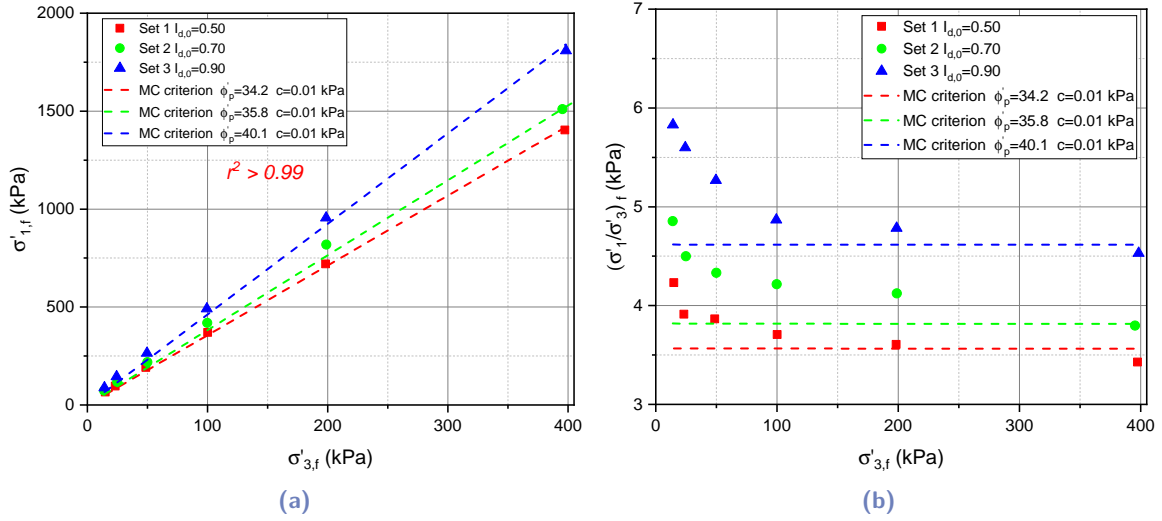 2000
1750
1500
1250
1000
750
500
250
0
σ'1,f (kPa)
Set 1 Id,0=0.50
Set 2 Id,0=0.70
Set 3 Id,0=0.90
MC criterion ϕ'p=34.2 c=0.01 kPa
MC criterion ϕ'p=35.8 c=0.01 kPa
MC criterion ϕ'p=40.1 c=0.01 kPa
r² > 0.99
0 100 200 300 400
σ'3,f (kPa)
(a)
7
6
5
4
3
(σ'1/σ'3) f (kPa)
Set 1 Id,0=0.50
Set 2 Id,0=0.70
Set 3 Id,0=0.90
MC criterion ϕ'p=34.2 c=0.01 kPa
MC criterion ϕ'p=35.8 c=0.01 kPa
MC criterion ϕ'p=40.1 c=0.01 kPa
0 100 200 300 400
σ'3,f (kPa)
(b)